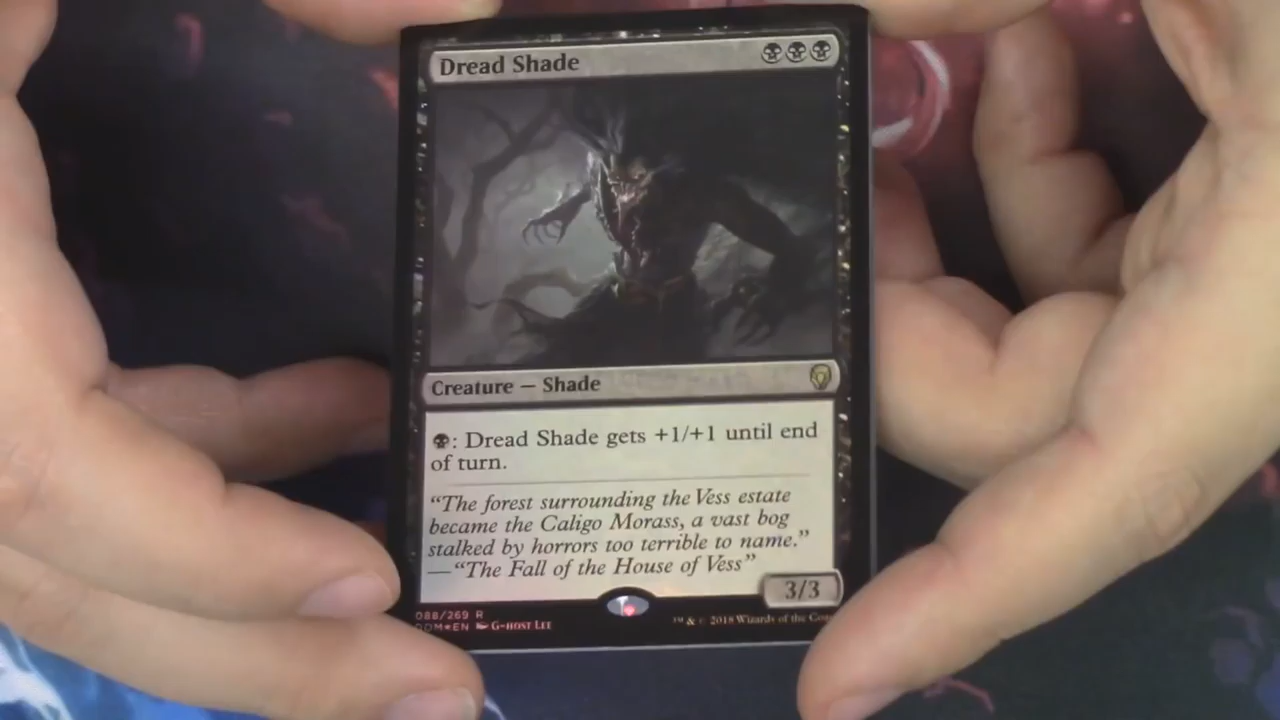 Dread Shade
Creature — Shade
: Dread Shade gets +1/+1 until end
of turn.
“The forest surrounding the Vess estate
became the Caligo Morass, a vast bog
stalked by horrors too terrible to name.”
—“The Fall of the House of Vess”
3/3
088/269 R
DOM★EN G-HOST LEE
™ & © 2018 Wizards of the